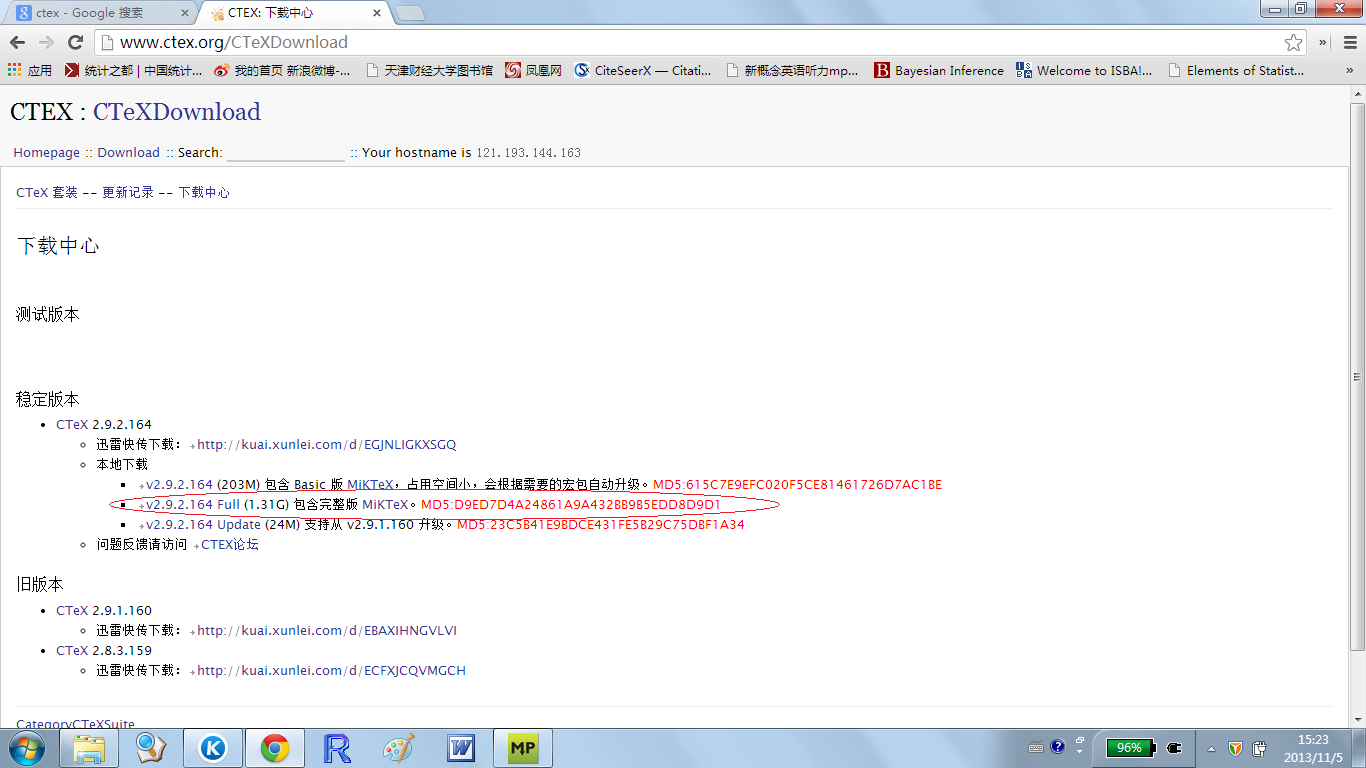 ctex - Google 搜索
CTEX: 下载中心
www.ctex.org/CTeXDownload
应用 统计之都 | 中国统计... 我的首页 新浪微博-... 天津财经大学图书馆 凤凰网 CiteSeerX — Citati... 新概念英语听力mp... Bayesian Inference Welcome to ISBA!... Elements of Statist... »
CTEX : CTeXDownload
Homepage :: Download :: Search: :: Your hostname is 121.193.144.163
CTeX 套装 -- 更新记录 -- 下载中心
下载中心
测试版本
稳定版本
CTeX 2.9.2.164
迅雷快传下载：http://kuai.xunlei.com/d/EGJNLIGKXSGQ
本地下载
v2.9.2.164 (203M) 包含 Basic 版 MiKTeX，占用空间小，会根据需要的宏包自动升级。MD5:615C7E9EFC020F5CE81461726D7AC1BE
v2.9.2.164 Full (1.31G) 包含完整版 MiKTeX。MD5:D9ED7D4A24861A9A432BB9B5EDD8D9D1
v2.9.2.164 Update (24M) 支持从 v2.9.1.160 升级。MD5:23C5B41E9BDCE431FE5B29C75DBF1A34
问题反馈请访问 CTEX论坛
旧版本
CTeX 2.9.1.160
迅雷快传下载：http://kuai.xunlei.com/d/EBAXIHNGVLVI
CTeX 2.8.3.159
迅雷快传下载：http://kuai.xunlei.com/d/ECFXJCQVMGCH
CategoryCTeXSuite
K R W MP 96% 15:23
2013/11/5